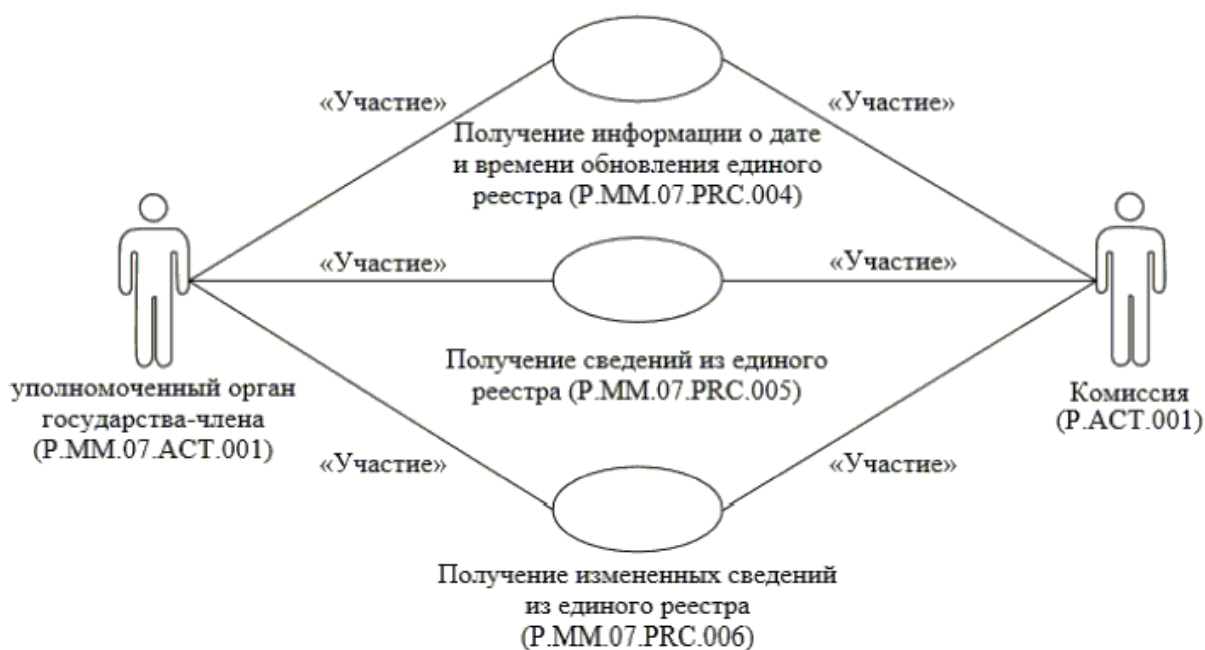 «Участие»
«Участие»
Получение информации о дате
и времени обновления единого
реестра (P.MM.07.PRC.004)
«Участие»
«Участие»
Получение сведений из единого
реестра (P.MM.07.PRC.005)
уполномоченный орган
государства-члена
(P.MM.07.ACT.001)
Комиссия
(P.ACT.001)
«Участие»
«Участие»
Получение измененных сведений
из единого реестра
(P.MM.07.PRC.006)